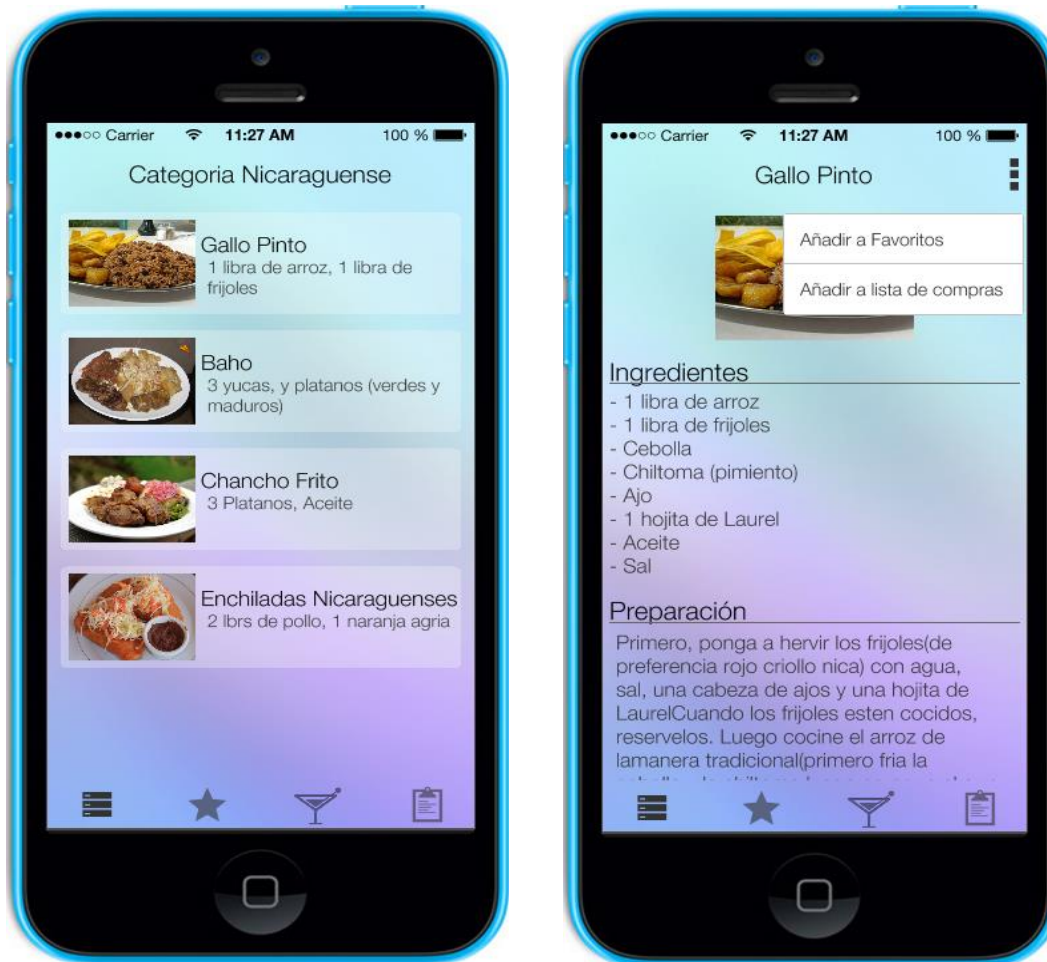 Carrier 11:27 AM 100 %
Categoria Nicaraguense
Gallo Pinto
1 libra de arroz, 1 libra de
frijoles
Baho
3 yucas, y platanos (verdes y
maduros)
Chancho Frito
3 Platanos, Aceite
Enchiladas Nicaraguenses
2 lbrs de pollo, 1 naranja agria
Carrier 11:27 AM 100 %
Gallo Pinto
Añadir a Favoritos
Añadir a lista de compras
Ingredientes
- 1 libra de arroz
- 1 libra de frijoles
- Cebolla
- Chiltoma (pimiento)
- Ajo
- 1 hojita de Laurel
- Aceite
- Sal
Preparación
Primero, ponga a hervir los frijoles(de
preferencia rojo criollo nica) con agua,
sal, una cabeza de ajos y una hojita de
LaurelCuando los frijoles esten cocidos,
reservelos. Luego cocine el arroz de
lamanera tradicional(primero fria la